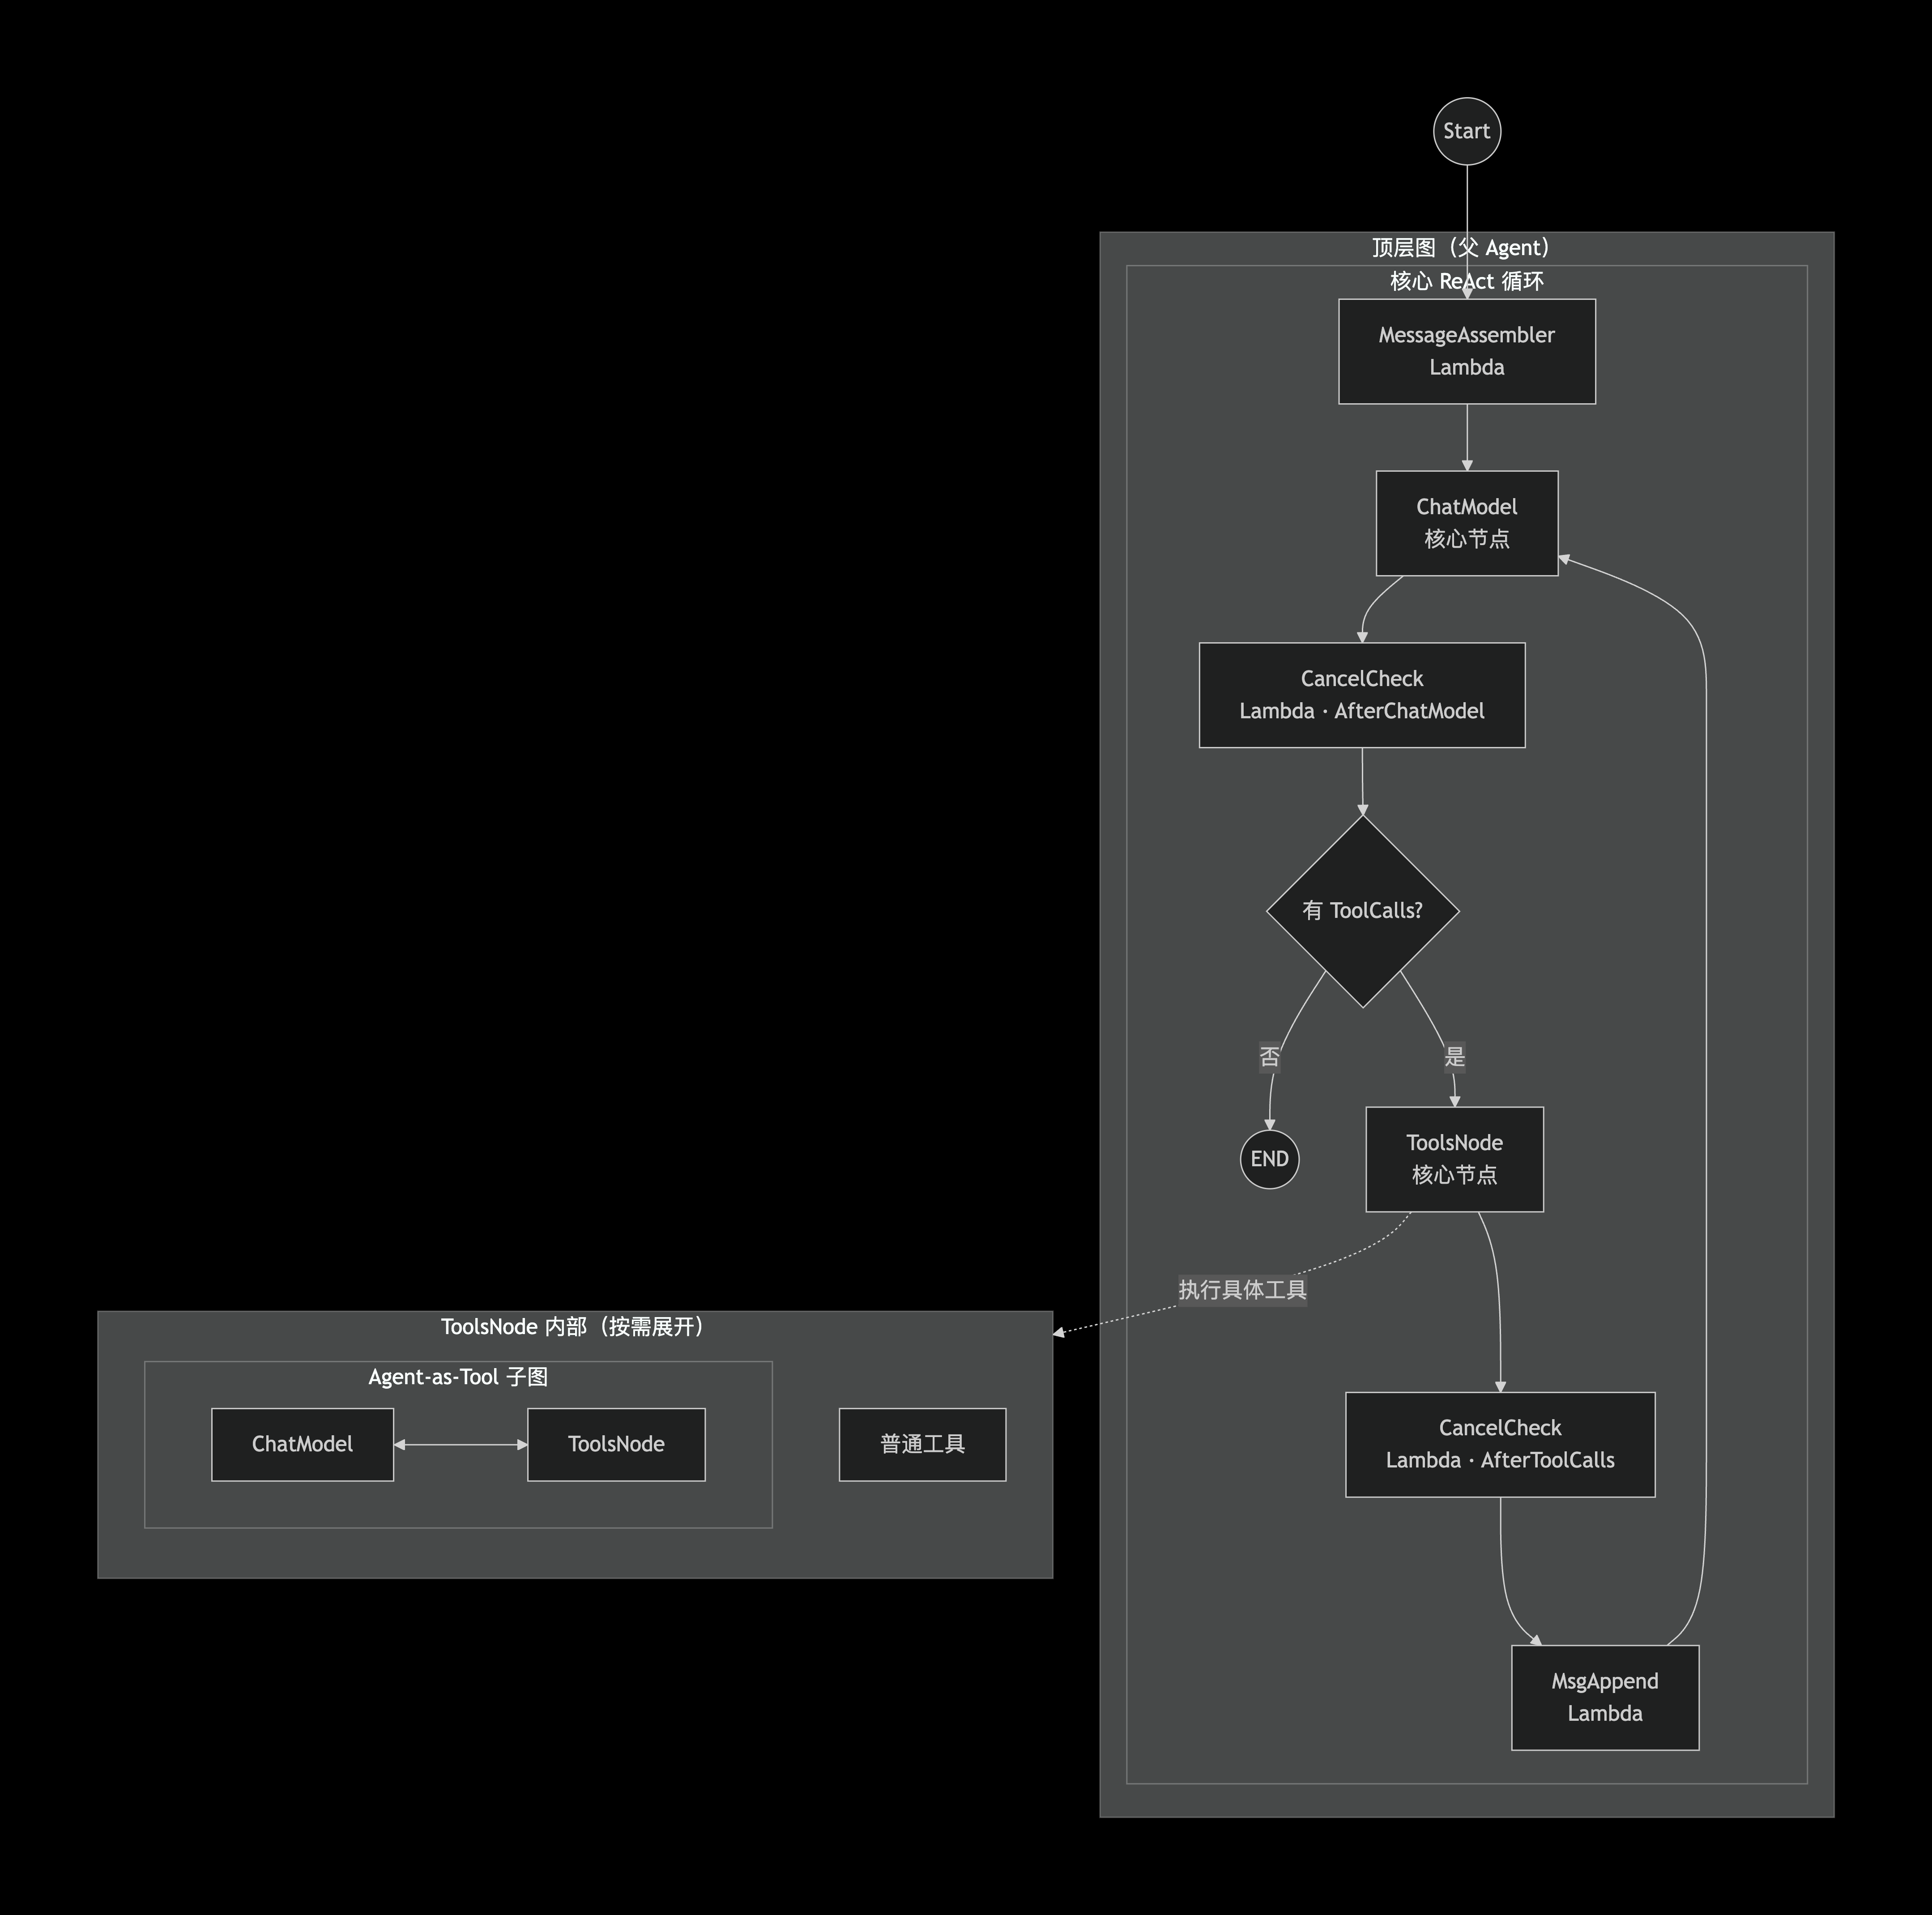 Start
顶层图（父 Agent）
核心 ReAct 循环
MessageAssembler
Lambda
ChatModel
核心节点
CancelCheck
Lambda · AfterChatModel
有 ToolCalls?
否
是
END
ToolsNode
核心节点
执行具体工具
ToolsNode 内部（按需展开）
Agent-as-Tool 子图
ChatModel
ToolsNode
普通工具
CancelCheck
Lambda · AfterToolCalls
MsgAppend
Lambda